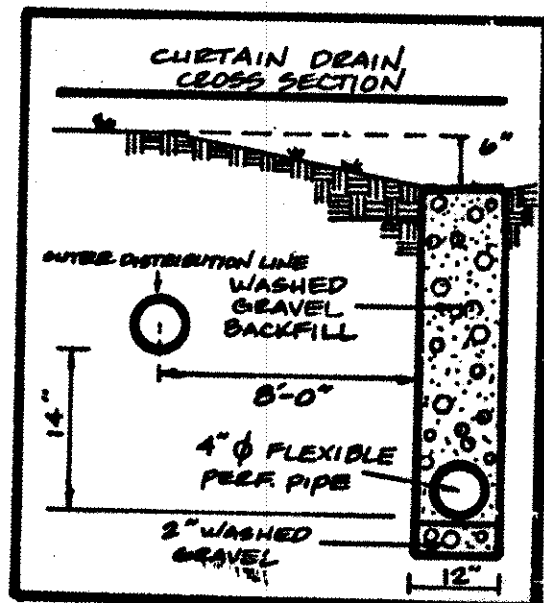 CURTAIN DRAIN
CROSS SECTION
6"
OUTER DISTRIBUTION LINE
WASHED
GRAVEL
BACKFILL
8'-0"
14"
4" ϕ FLEXIBLE
PERF. PIPE
2" WASHED
GRAVEL
12"